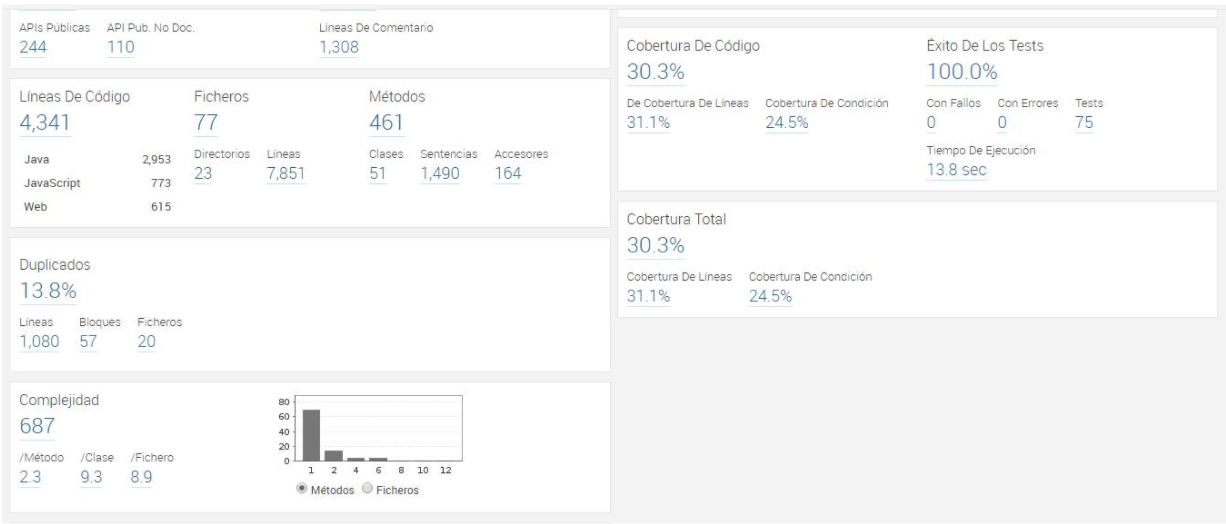 APIs Públicas API Pub. No Doc. Líneas De Comentario
244 110 1,308
Líneas De Código Ficheros Métodos
4,341 77 461
Java 2,953
JavaScript 773
Web 615
Directorios Líneas
23 7,851
Clases Sentencias Accesores
51 1,490 164
Duplicados
13.8%
Líneas Bloques Ficheros
1,080 57 20
Complejidad
687
/Método /Clase /Fichero
2.3 9.3 8.9
80
60
40
20
0
1 2 4 6 8 10 12
Métodos Ficheros
Cobertura De Código Éxito De Los Tests
30.3% 100.0%
De Cobertura De Líneas Cobertura De Condición
31.1% 24.5%
Con Fallos Con Errores Tests
0 0 75
Tiempo De Ejecución
13.8 sec
Cobertura Total
30.3%
Cobertura De Líneas Cobertura De Condición
31.1% 24.5%